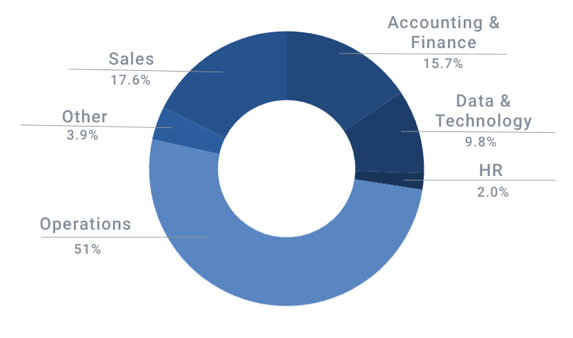 Accounting &
Finance
15.7%
Sales
17.6%
Data &
Technology
9.8%
Other
3.9%
HR
2.0%
Operations
51%